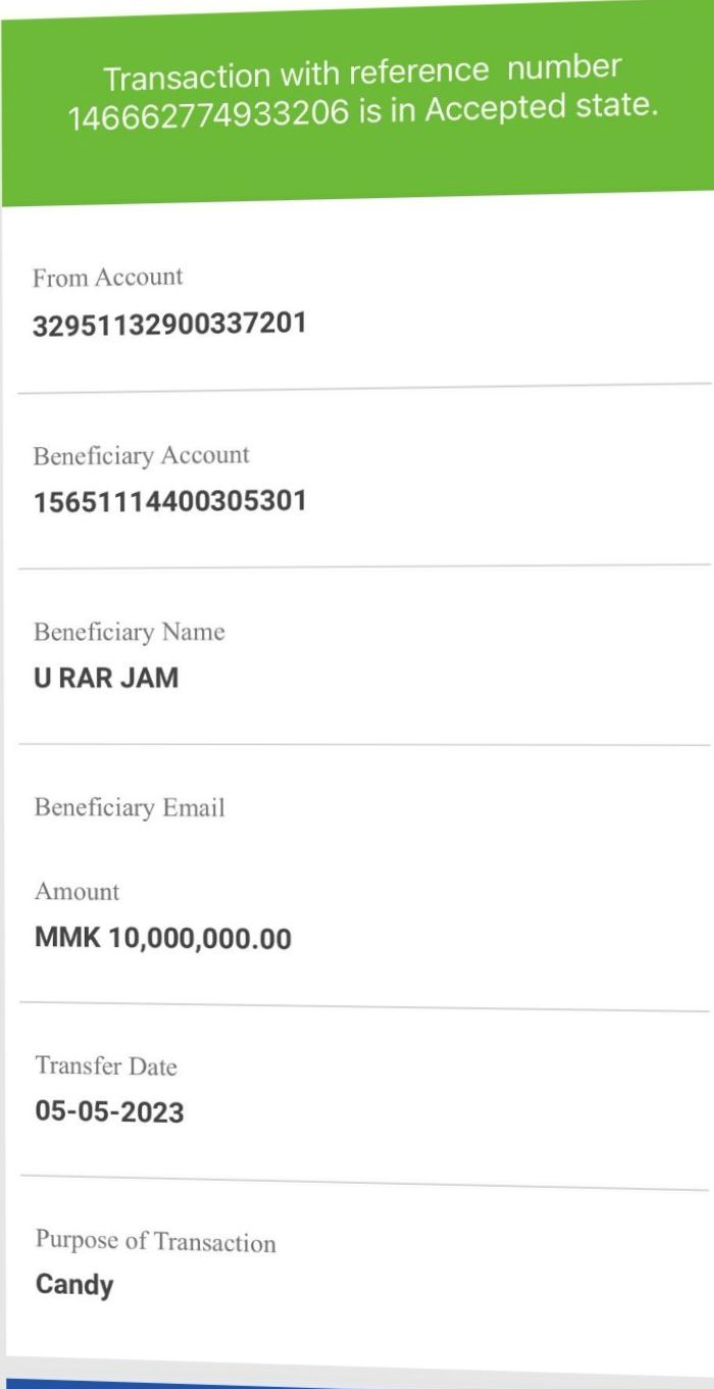 Transaction with reference number
146662774933206 is in Accepted state.
From Account
32951132900337201
Beneficiary Account
15651114400305301
Beneficiary Name
U RAR JAM
Beneficiary Email
Amount
MMK 10,000,000.00
Transfer Date
05-05-2023
Purpose of Transaction
Candy